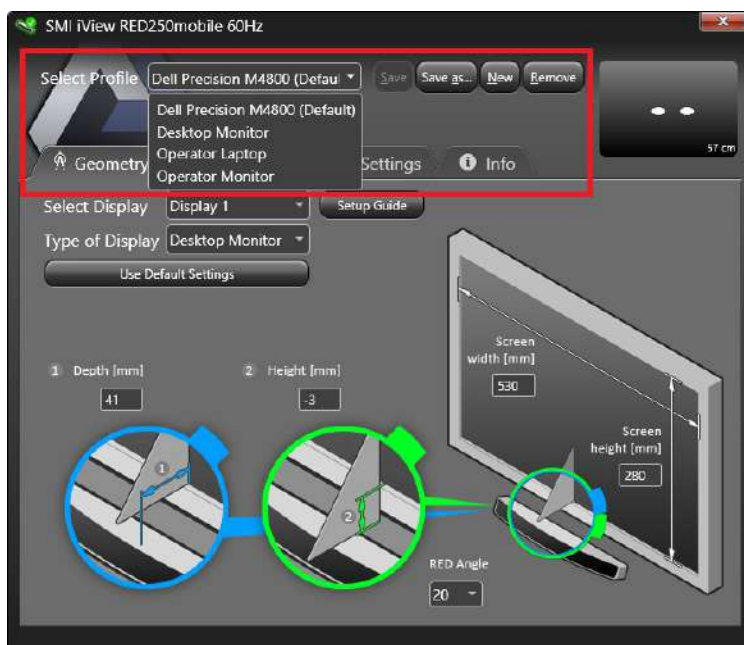 SMI iView RED250mobile 60Hz
Select Profile Dell Precision M4800 (Defaul Save Save as... New Remove
Dell Precision M4800 (Default)
Desktop Monitor
Operator Laptop
Operator Monitor
57 cm
Geometry Settings Info
Select Display Display 1 Setup Guide
Type of Display Desktop Monitor
Use Default Settings
Screen
width [mm]
530
1 Depth [mm] 2 Height [mm]
41 -3
Screen
height [mm]
280
1
2
RED Angle
20